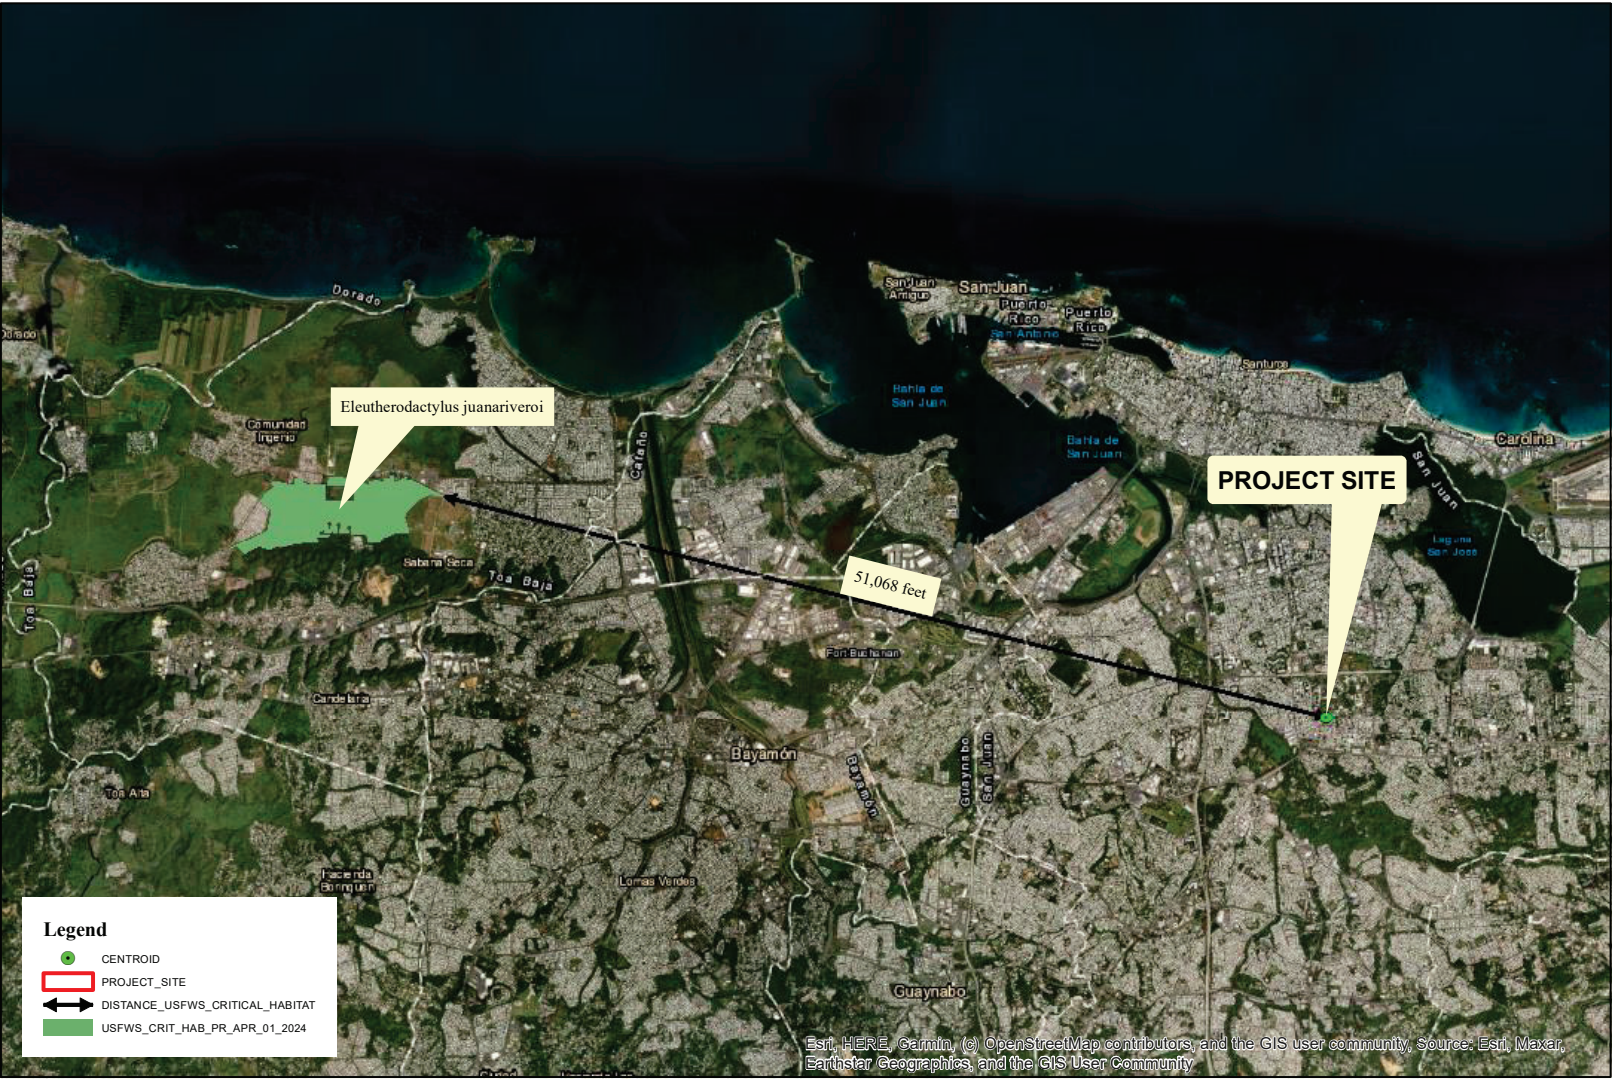 San Juan
Antiguo
San Juan
Puerto
Rico
Puerto
Rico
San Antonio
Dorado
Dorado
Santurce
Bahía de
San Juan
Eleutherodactylus juanariveroi
Comunidad
Ingenio
Cataño
Bahía de
San Juan
Carolina
San Juan
PROJECT SITE
Laguna
San José
Sabana Seca
Toa Baja
Toa Baja
51,068 feet
Fort Buchanan
Candelaria
Bayamón
Bayamón
Guaynabo
San Juan
Toa Alta
Hacienda
Borinquen
Lomas Verdes
Guaynabo
Legend
CENTROID
PROJECT_SITE
DISTANCE_USFWS_CRITICAL_HABITAT
USFWS_CRIT_HAB_PR_APR_01_2024
Esri, HERE, Garmin, (c) OpenStreetMap contributors, and the GIS user community, Source: Esri, Maxar,
Earthstar Geographics, and the GIS User Community